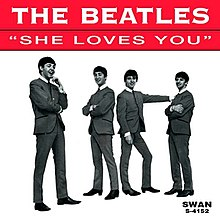 THE BEATLES
"SHE LOVES YOU"
SWAN
S-4152